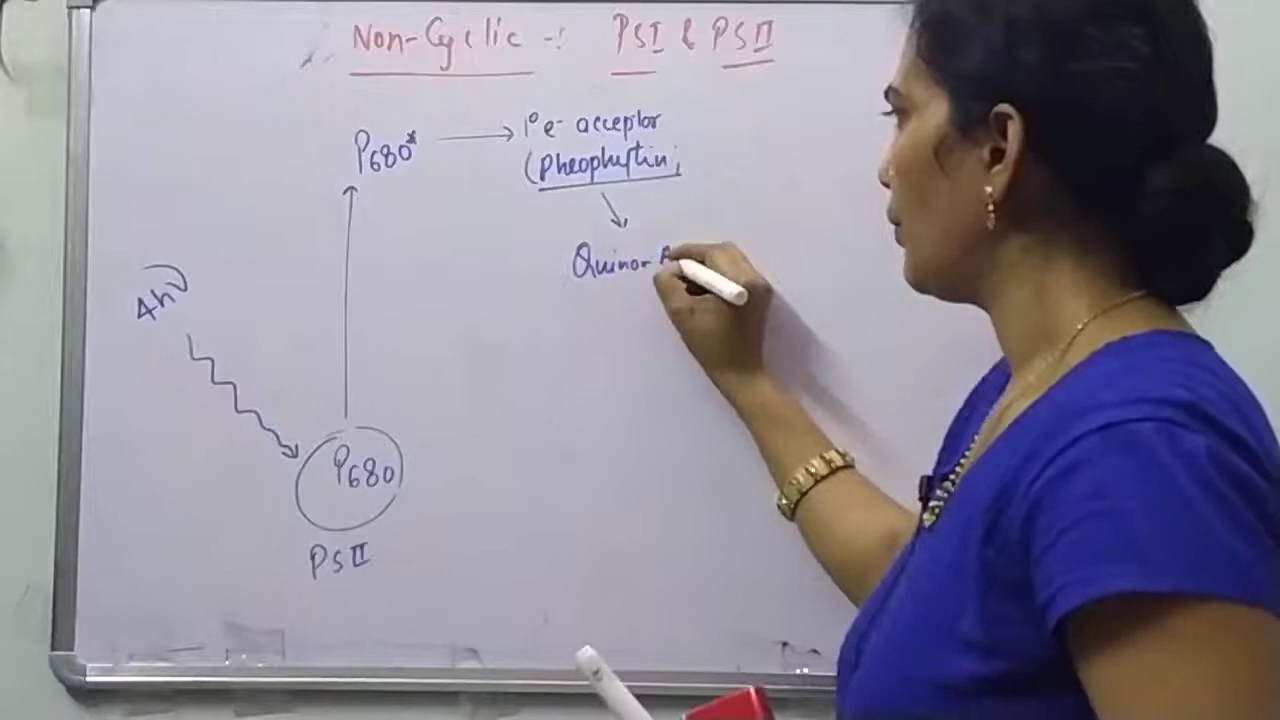 Non-Cyclic -: PSI & PSII
P680* → 1° e- acceptor
(Pheophytin)
Quinon A
4hν
P680
PSII